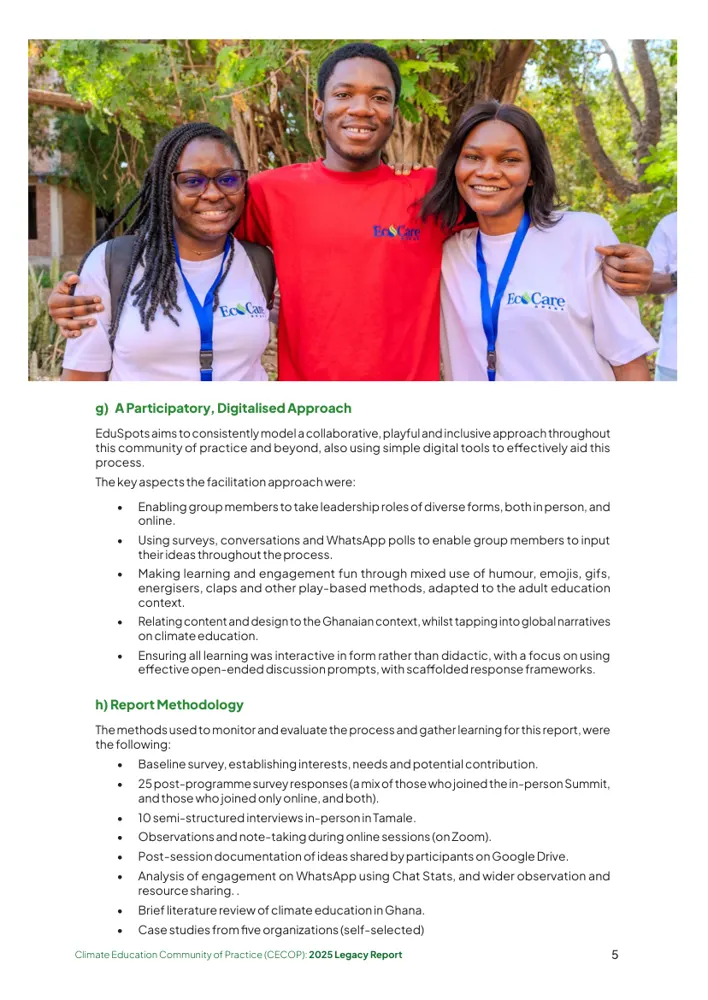 EcoCare
GHANA
EcoCare
EcoCare
GHANA
g) A Participatory, Digitalised Approach
EduSpots aims to consistently model a collaborative, playful and inclusive approach throughout
this community of practice and beyond, also using simple digital tools to effectively aid this
process.
The key aspects the facilitation approach were:
• Enabling group members to take leadership roles of diverse forms, both in person, and
online.
• Using surveys, conversations and WhatsApp polls to enable group members to input
their ideas throughout the process.
• Making learning and engagement fun through mixed use of humour, emojis, gifs,
energisers, claps and other play-based methods, adapted to the adult education
context.
• Relating content and design to the Ghanaian context, whilst tapping into global narratives
on climate education.
• Ensuring all learning was interactive in form rather than didactic, with a focus on using
effective open-ended discussion prompts, with scaffolded response frameworks.
h) Report Methodology
The methods used to monitor and evaluate the process and gather learning for this report, were
the following:
• Baseline survey, establishing interests, needs and potential contribution.
• 25 post-programme survey responses (a mix of those who joined the in-person Summit,
and those who joined only online, and both).
• 10 semi-structured interviews in-person in Tamale.
• Observations and note-taking during online sessions (on Zoom).
• Post-session documentation of ideas shared by participants on Google Drive.
• Analysis of engagement on WhatsApp using Chat Stats, and wider observation and
resource sharing. .
• Brief literature review of climate education in Ghana.
• Case studies from five organizations (self-selected)
Climate Education Community of Practice (CECOP): 2025 Legacy Report
5